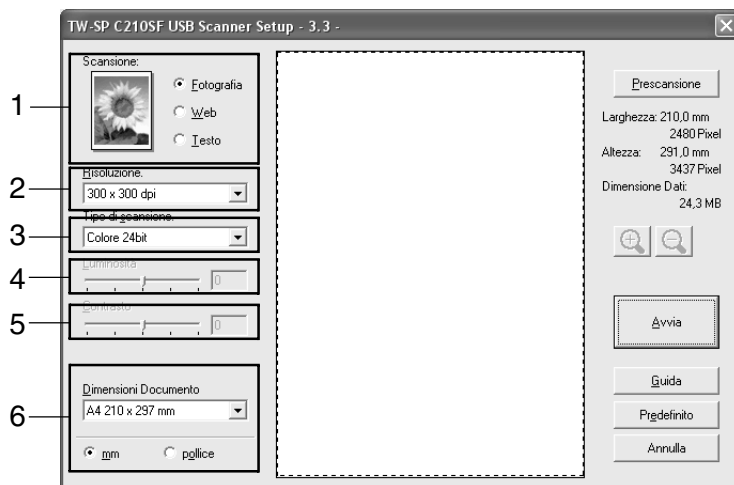 TW-SP C210SF USB Scanner Setup - 3.3 -
1
Scansione:
Fotografia
Web
Testo
2
Risoluzione.
300 x 300 dpi
3
Tipo di scansione.
Colore 24bit
4
Luminosità
0
5
Contrasto
0
6
Dimensioni Documento
A4 210 x 297 mm
mm
pollice
Prescansione
Larghezza: 210,0 mm
2480 Pixel
Altezza: 291,0 mm
3437 Pixel
Dimensione Dati:
24,3 MB
Avvia
Guida
Predefinito
Annulla